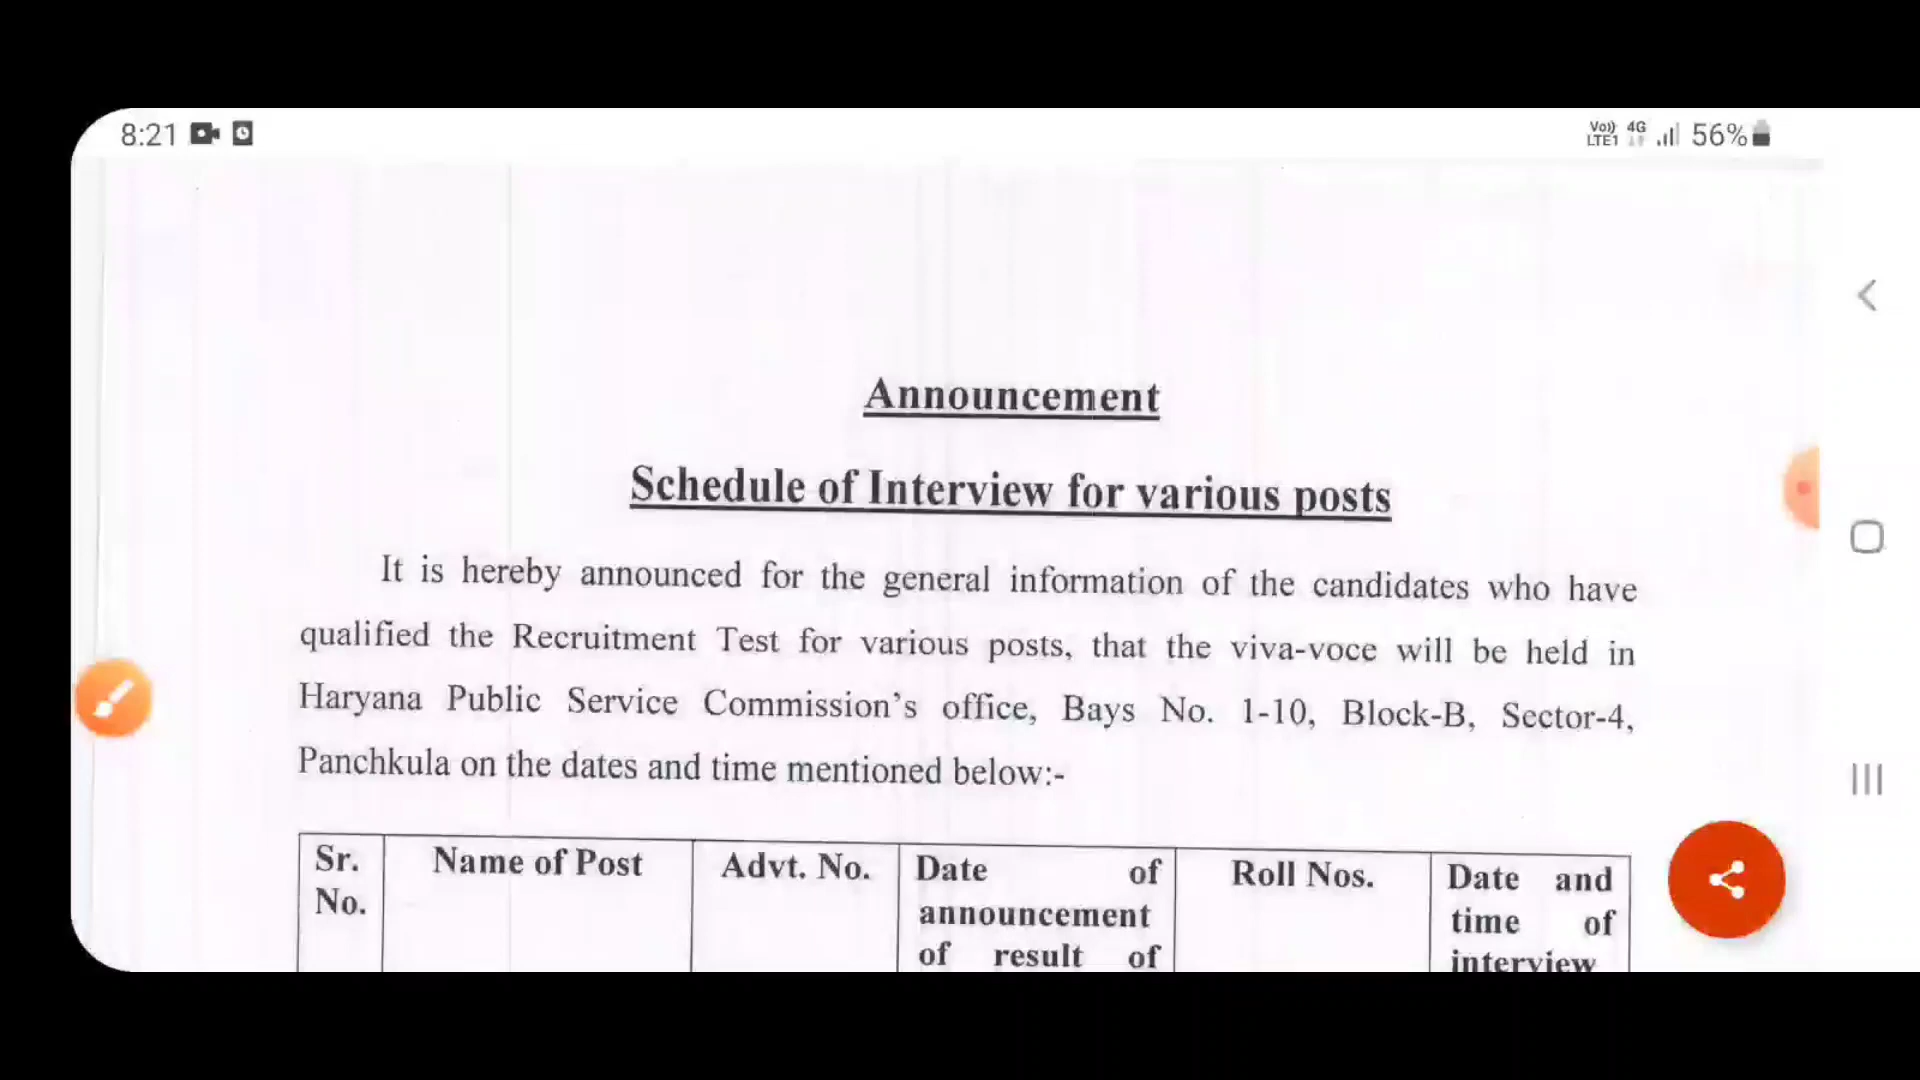 8:21
Vo)) LTE1 4G 56%
Announcement
Schedule of Interview for various posts
It is hereby announced for the general information of the candidates who have
qualified the Recruitment Test for various posts, that the viva-voce will be held in
Haryana Public Service Commission's office, Bays No. 1-10, Block-B, Sector-4,
Panchkula on the dates and time mentioned below:-
Sr. No.
Name of Post
Advt. No.
Date of
announcement
of result of
Roll Nos.
Date and
time of
interview